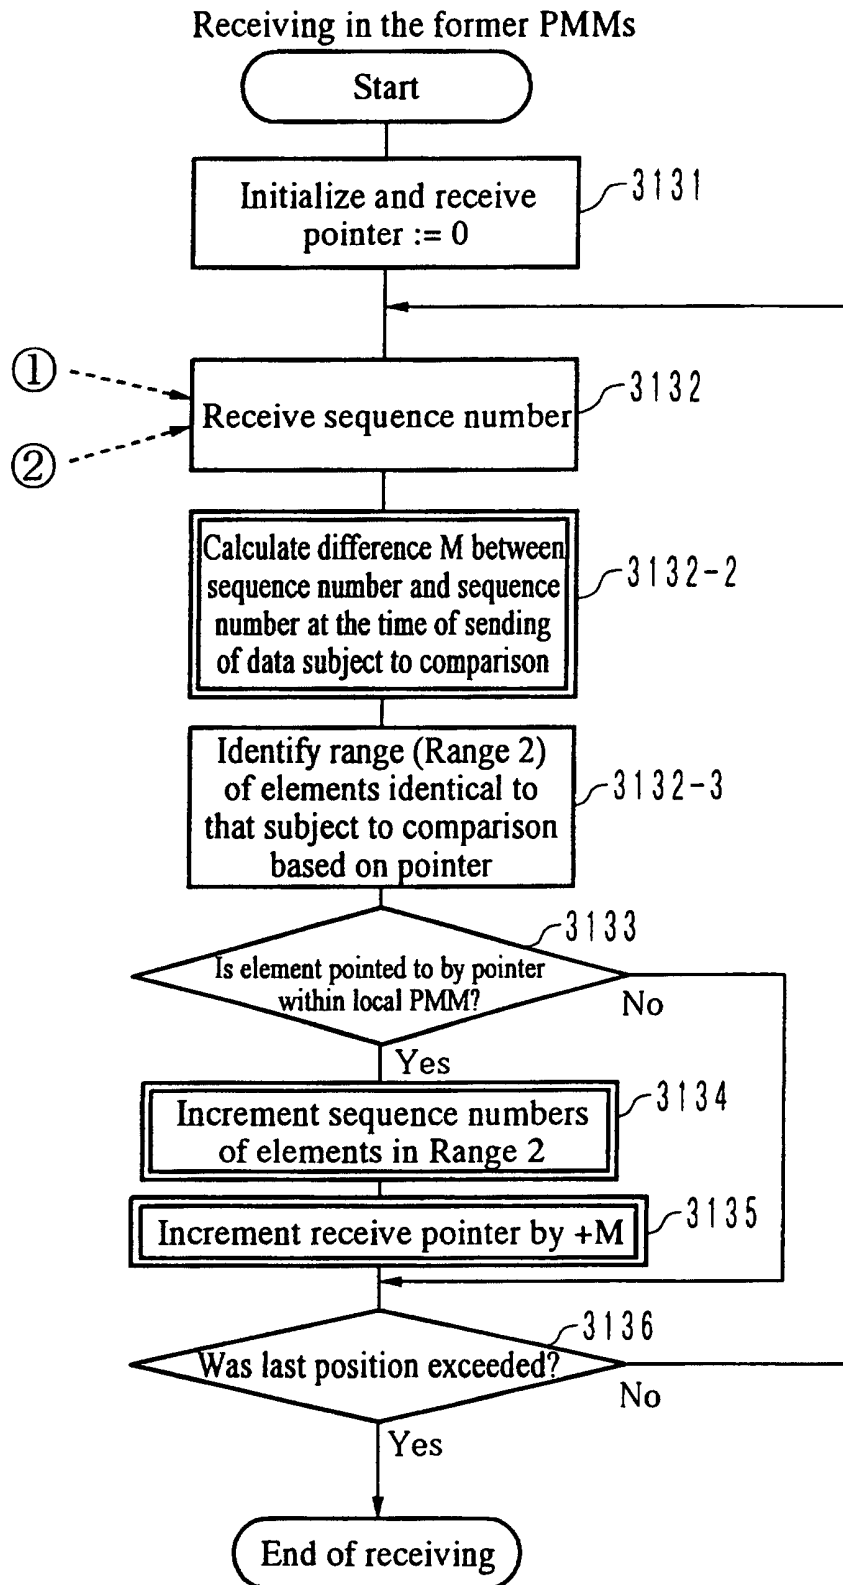 Receiving in the former PMMs
Start
Initialize and receive
pointer := 0
3131
①
②
Receive sequence number
3132
Calculate difference M between
sequence number and sequence
number at the time of sending
of data subject to comparison
3132-2
Identify range (Range 2)
of elements identical to
that subject to comparison
based on pointer
3132-3
3133
Is element pointed to by pointer
within local PMM?
No
Yes
Increment sequence numbers
of elements in Range 2
3134
Increment receive pointer by +M
3135
3136
Was last position exceeded?
No
Yes
End of receiving